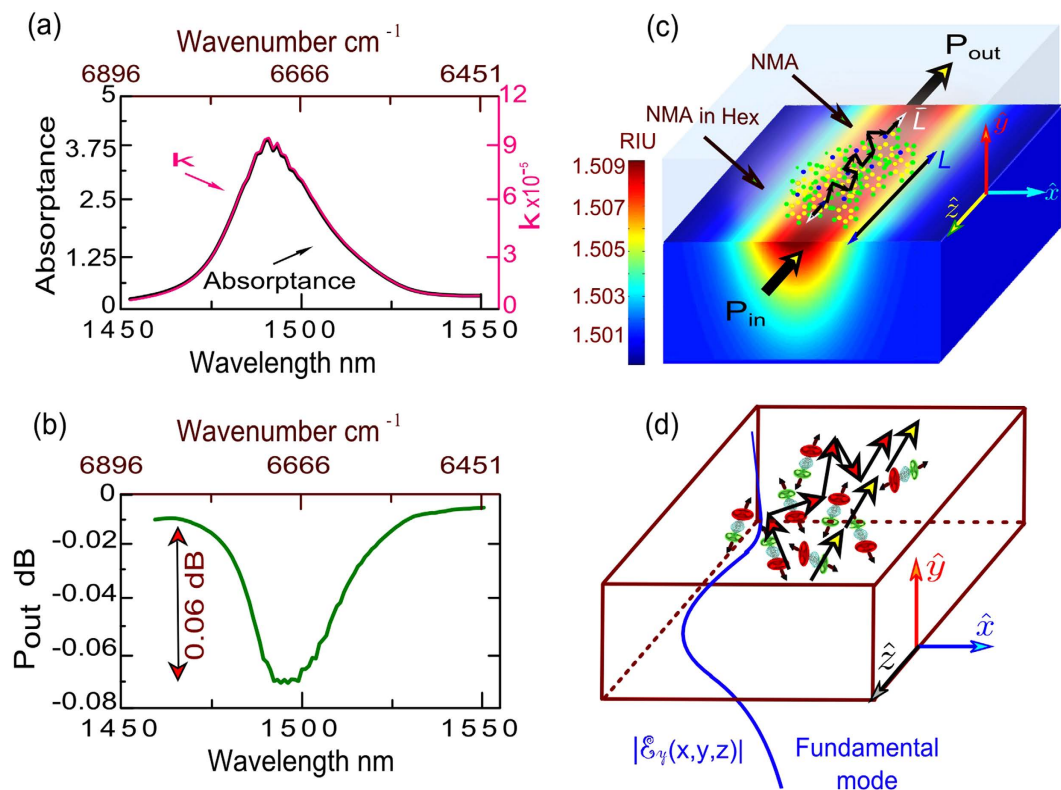 (a)
Wavenumber cm -1
6896 6666 6451
5
3.75
2.5
1.25
0
Absorptance
12
9
6
3
0
κ x10-5
κ
Absorptance
1450 1500 1550
Wavelength nm
(b)
Wavenumber cm -1
6896 6666 6451
0
-0.02
-0.04
-0.06
-0.08
Pout dB
0.06 dB
1450 1500 1550
Wavelength nm
(c)
NMA
NMA in Hex
RIU
1.509
1.507
1.505
1.503
1.501
Pout
L̄
L
Pin
ŷ
x̂
ẑ
(d)
ŷ
x̂
ẑ
|ℰy(x,y,z)|
Fundamental
mode